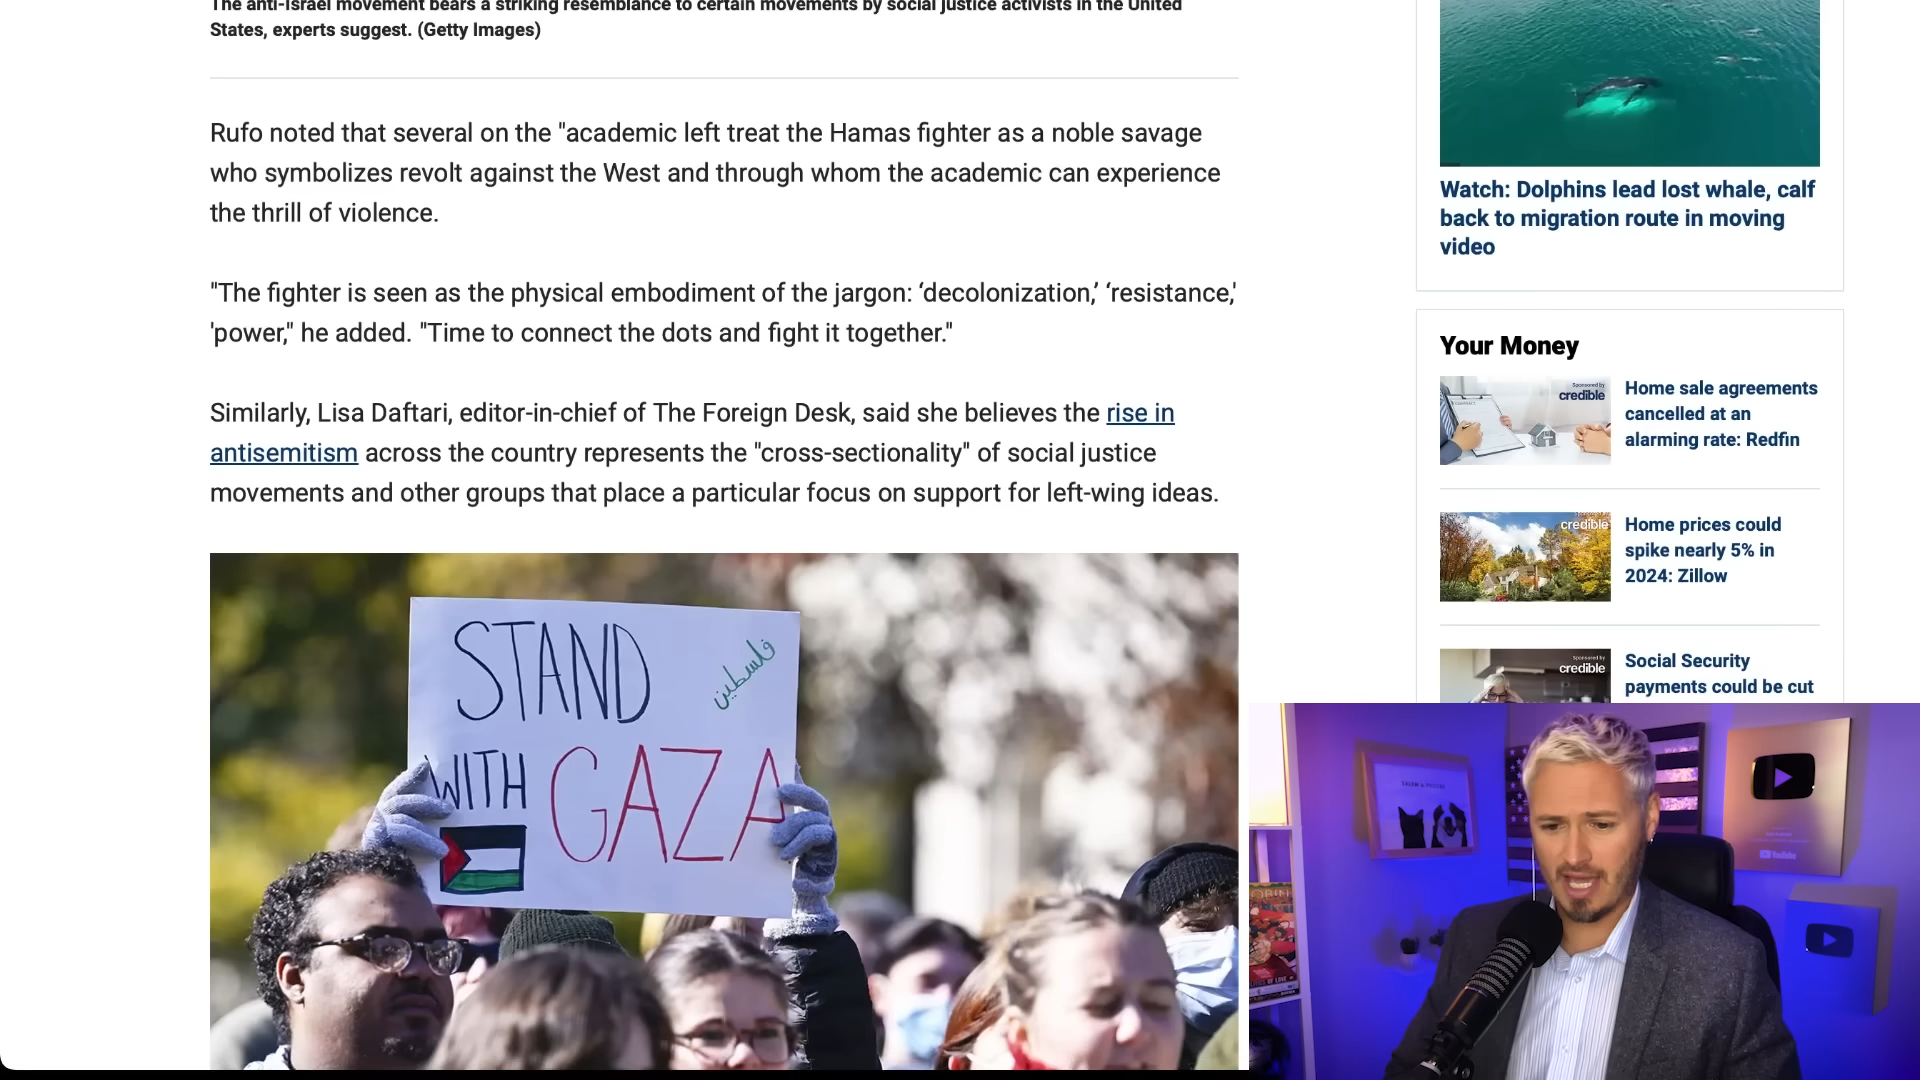 The anti-Israel movement bears a striking resemblance to certain movements by social justice activists in the United
States, experts suggest. (Getty Images)
Rufo noted that several on the "academic left treat the Hamas fighter as a noble savage
who symbolizes revolt against the West and through whom the academic can experience
the thrill of violence.
"The fighter is seen as the physical embodiment of the jargon: ‘decolonization,’ ‘resistance,'
'power," he added. "Time to connect the dots and fight it together."
Similarly, Lisa Daftari, editor-in-chief of The Foreign Desk, said she believes the rise in
antisemitism across the country represents the "cross-sectionality" of social justice
movements and other groups that place a particular focus on support for left-wing ideas.
STAND
فلسطين
WITH GAZA
Watch: Dolphins lead lost whale, calf
back to migration route in moving
video
Your Money
Sponsored by
credible
Home sale agreements
cancelled at an
alarming rate: Redfin
credible
Home prices could
spike nearly 5% in
2024: Zillow
Sponsored by
credible
Social Security
payments could be cut
YouTube